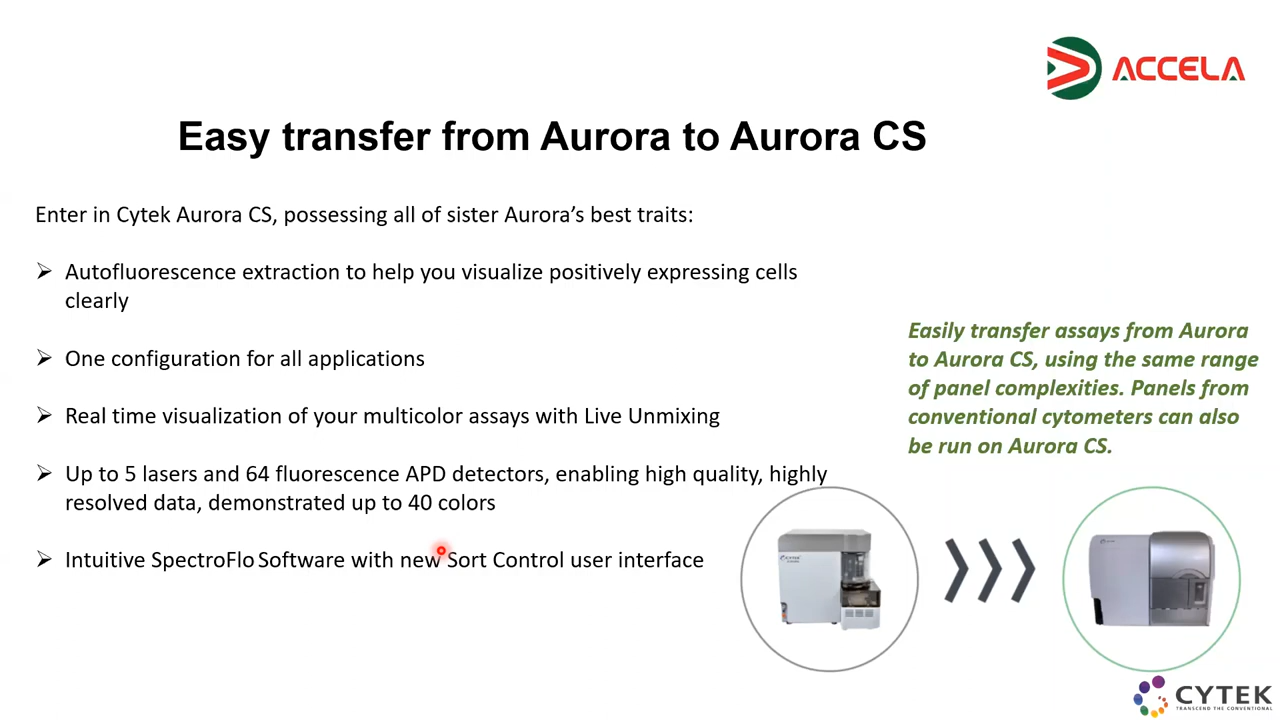 ACCELA
Easy transfer from Aurora to Aurora CS
Enter in Cytek Aurora CS, possessing all of sister Aurora’s best traits:
➢ Autofluorescence extraction to help you visualize positively expressing cells
clearly
➢ One configuration for all applications
➢ Real time visualization of your multicolor assays with Live Unmixing
➢ Up to 5 lasers and 64 fluorescence APD detectors, enabling high quality, highly
resolved data, demonstrated up to 40 colors
➢ Intuitive SpectroFlo Software with new Sort Control user interface
Easily transfer assays from Aurora
to Aurora CS, using the same range
of panel complexities. Panels from
conventional cytometers can also
be run on Aurora CS.
CYTEK
CYTEK
TRANSCEND THE CONVENTIONAL